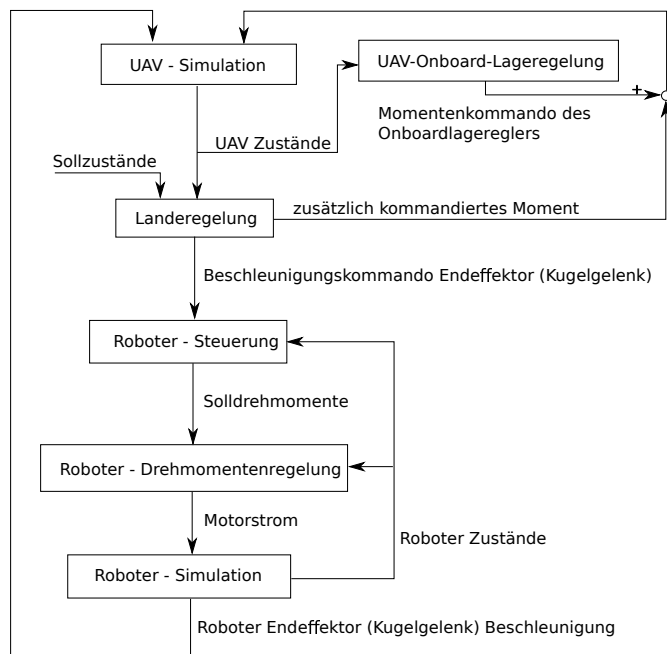 UAV - Simulation
UAV-Onboard-Lageregelung
+
Momentenkommando des
Onboardlagereglers
UAV Zustände
Sollzustände
Landeregelung
zusätzlich kommandiertes Moment
Beschleunigungskommando Endeffektor (Kugelgelenk)
Roboter - Steuerung
Solldrehmomente
Roboter - Drehmomentenregelung
Motorstrom
Roboter Zustände
Roboter - Simulation
Roboter Endeffektor (Kugelgelenk) Beschleunigung